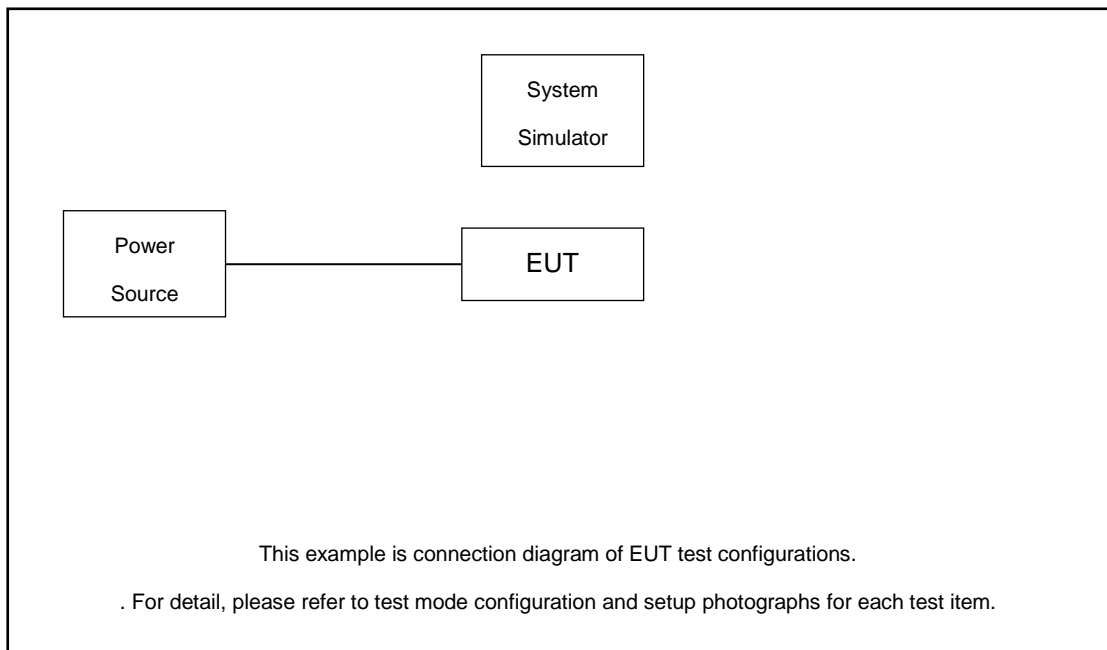 System
Simulator
Power
Source
EUT
This example is connection diagram of EUT test configurations.
. For detail, please refer to test mode configuration and setup photographs for each test item.